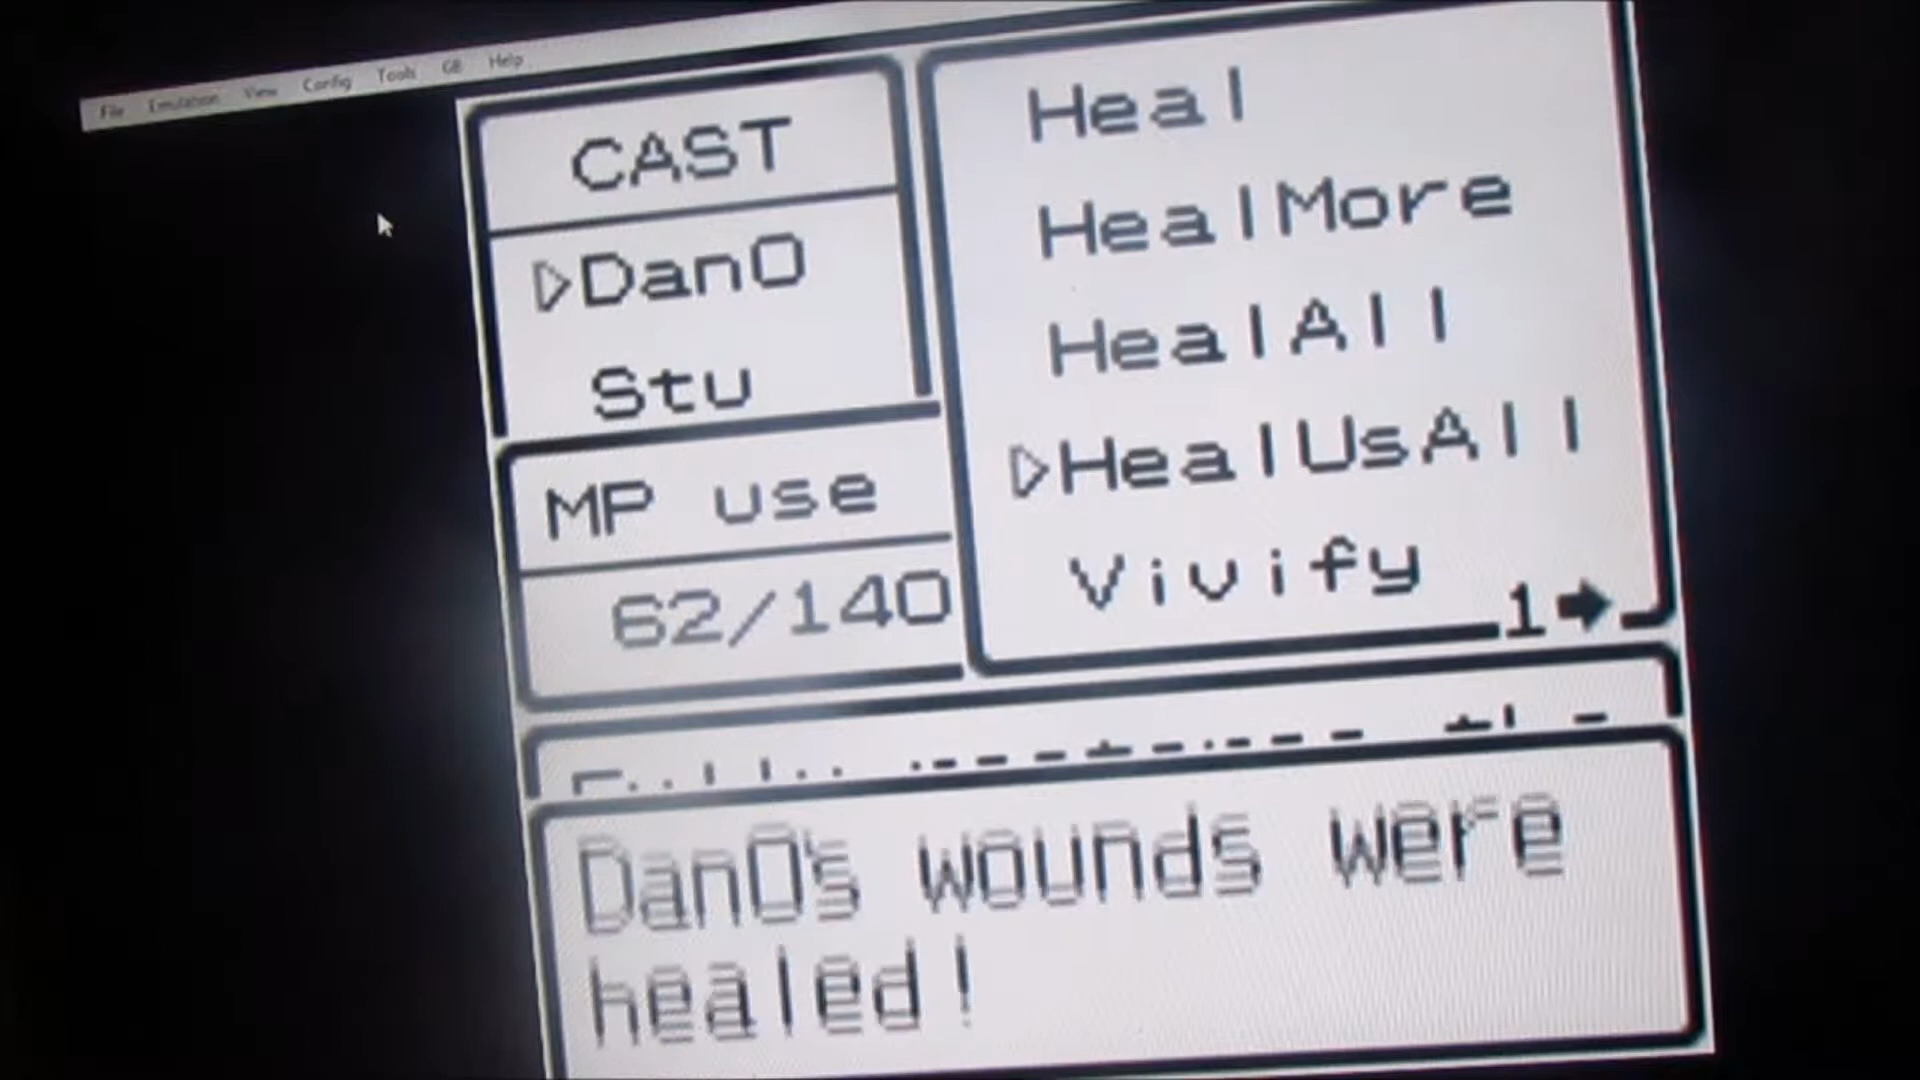 File Emulation View Config Tools GB Help
CAST
DanO
Stu
MP use
62/140
Heal
HealMore
HealAll
HealUsAll
Vivify
1
DanO's wounds were
healed!